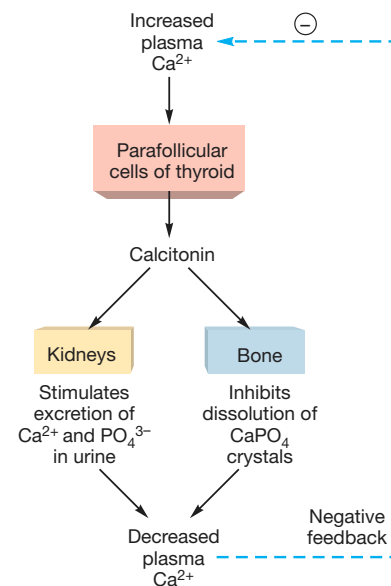 Increased
plasma
Ca²⁺
⊖
Parafollicular
cells of thyroid
Calcitonin
Kidneys
Bone
Stimulates
excretion of
Ca²⁺ and PO₄³⁻
in urine
Inhibits
dissolution of
CaPO₄
crystals
Decreased
plasma
Ca²⁺
Negative
feedback